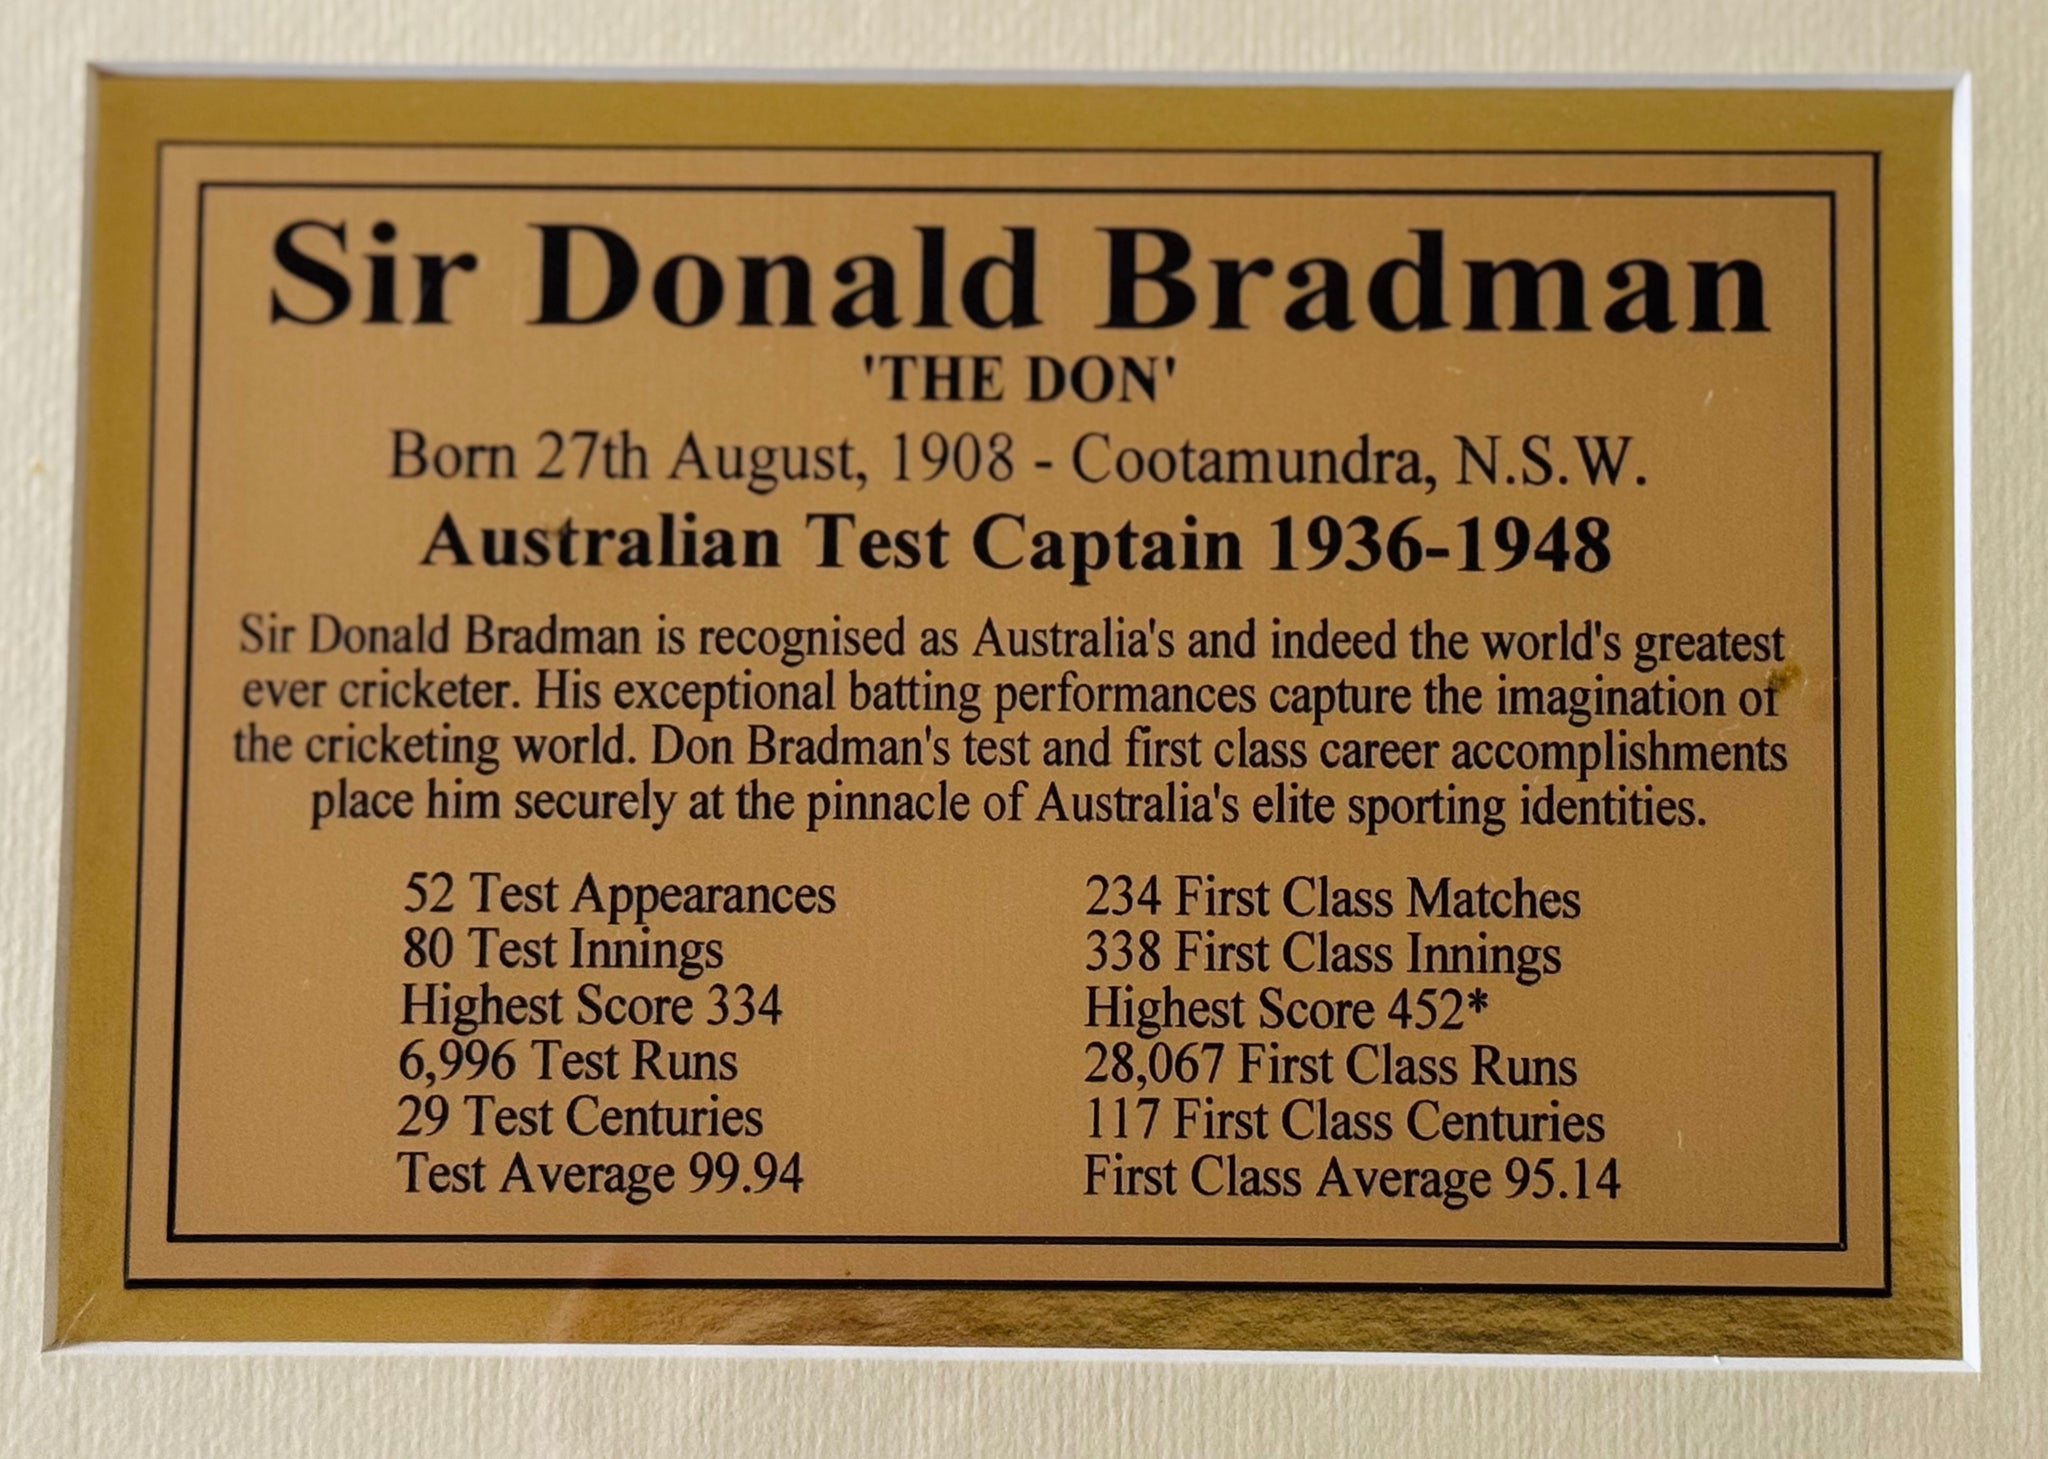 Sir Donald Bradman
'THE DON'
Born 27th August, 1908 - Cootamundra, N.S.W.
Australian Test Captain 1936-1948
Sir Donald Bradman is recognised as Australia's and indeed the world's greatest
ever cricketer. His exceptional batting performances capture the imagination of
the cricketing world. Don Bradman's test and first class career accomplishments
place him securely at the pinnacle of Australia's elite sporting identities.
52 Test Appearances
80 Test Innings
Highest Score 334
6,996 Test Runs
29 Test Centuries
Test Average 99.94
234 First Class Matches
338 First Class Innings
Highest Score 452*
28,067 First Class Runs
117 First Class Centuries
First Class Average 95.14